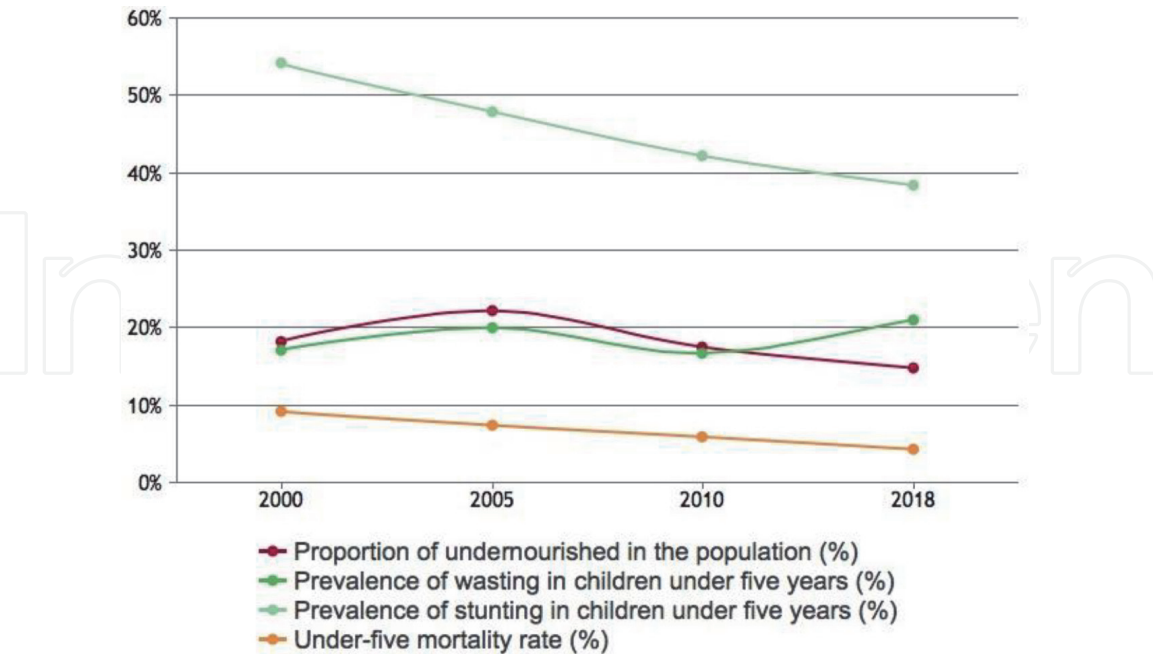 60%
50%
40%
30%
20%
10%
0%
2000 2005 2010 2018
Proportion of undernourished in the population (%)
Prevalence of wasting in children under five years (%)
Prevalence of stunting in children under five years (%)
Under-five mortality rate (%)